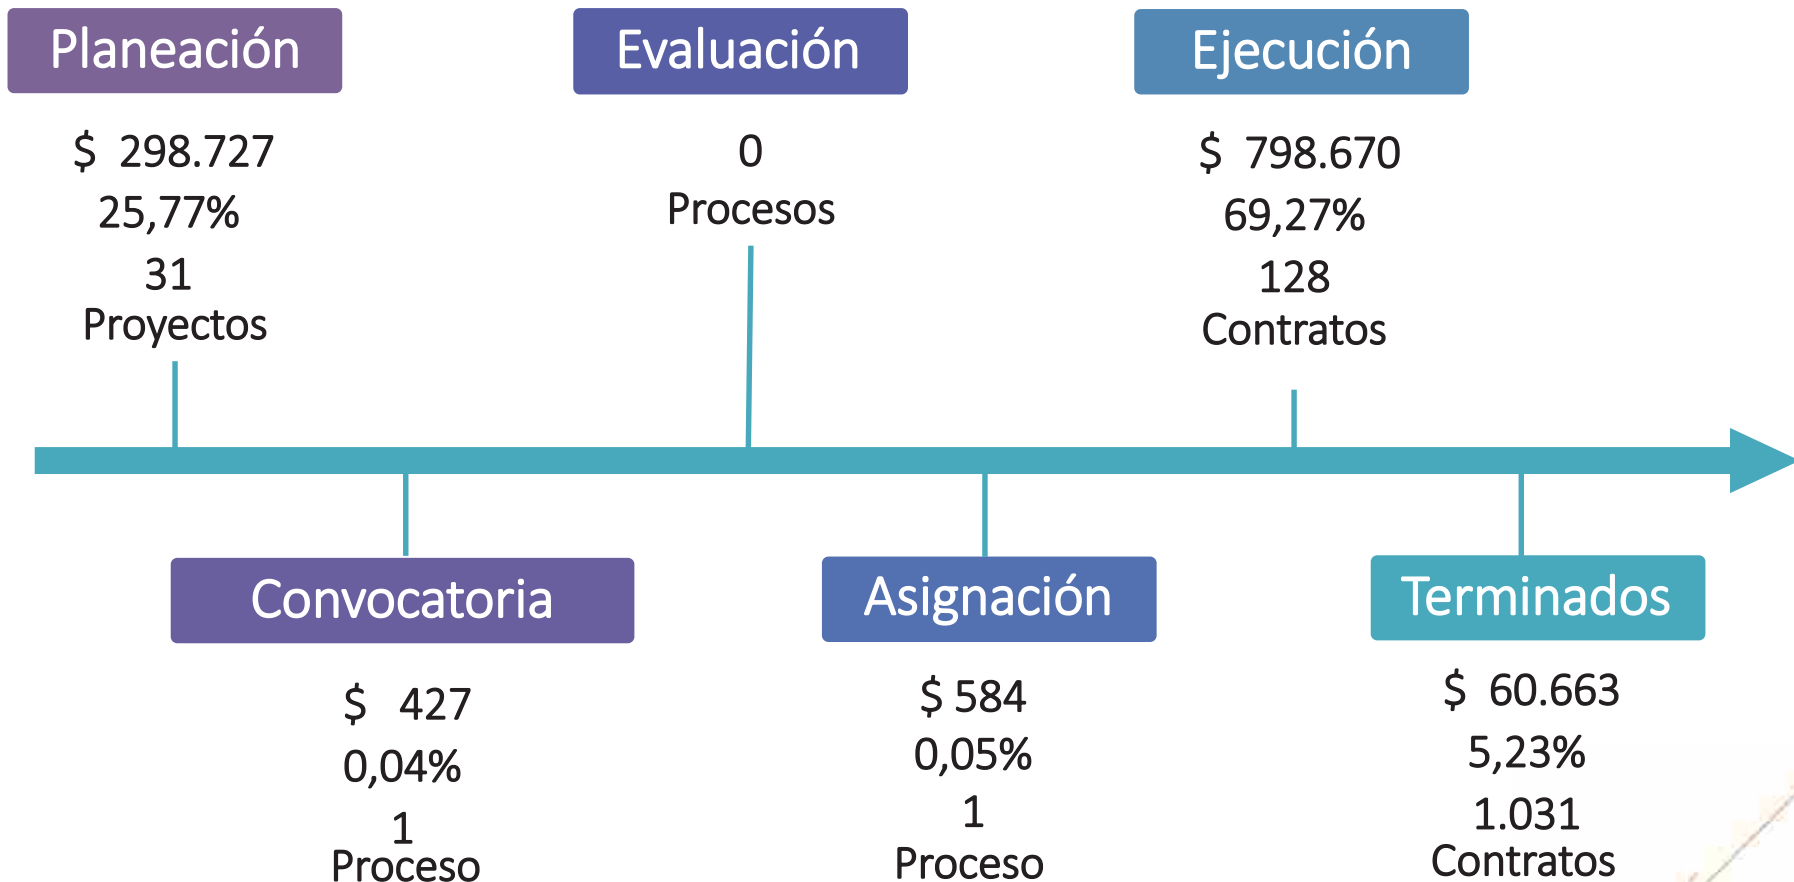 Planeación
$ 298.727
25,77%
31
Proyectos
Evaluación
0
Procesos
Ejecución
$ 798.670
69,27%
128
Contratos
Convocatoria
$ 427
0,04%
1
Proceso
Asignación
$ 584
0,05%
1
Proceso
Terminados
$ 60.663
5,23%
1.031
Contratos